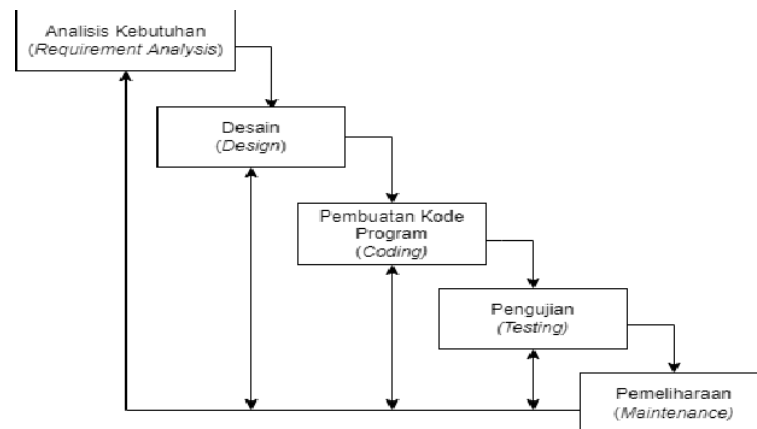 Analisis Kebutuhan
(Requirement Analysis)
Desain
(Design)
Pembuatan Kode
Program
(Coding)
Pengujian
(Testing)
Pemeliharaan
(Maintenance)